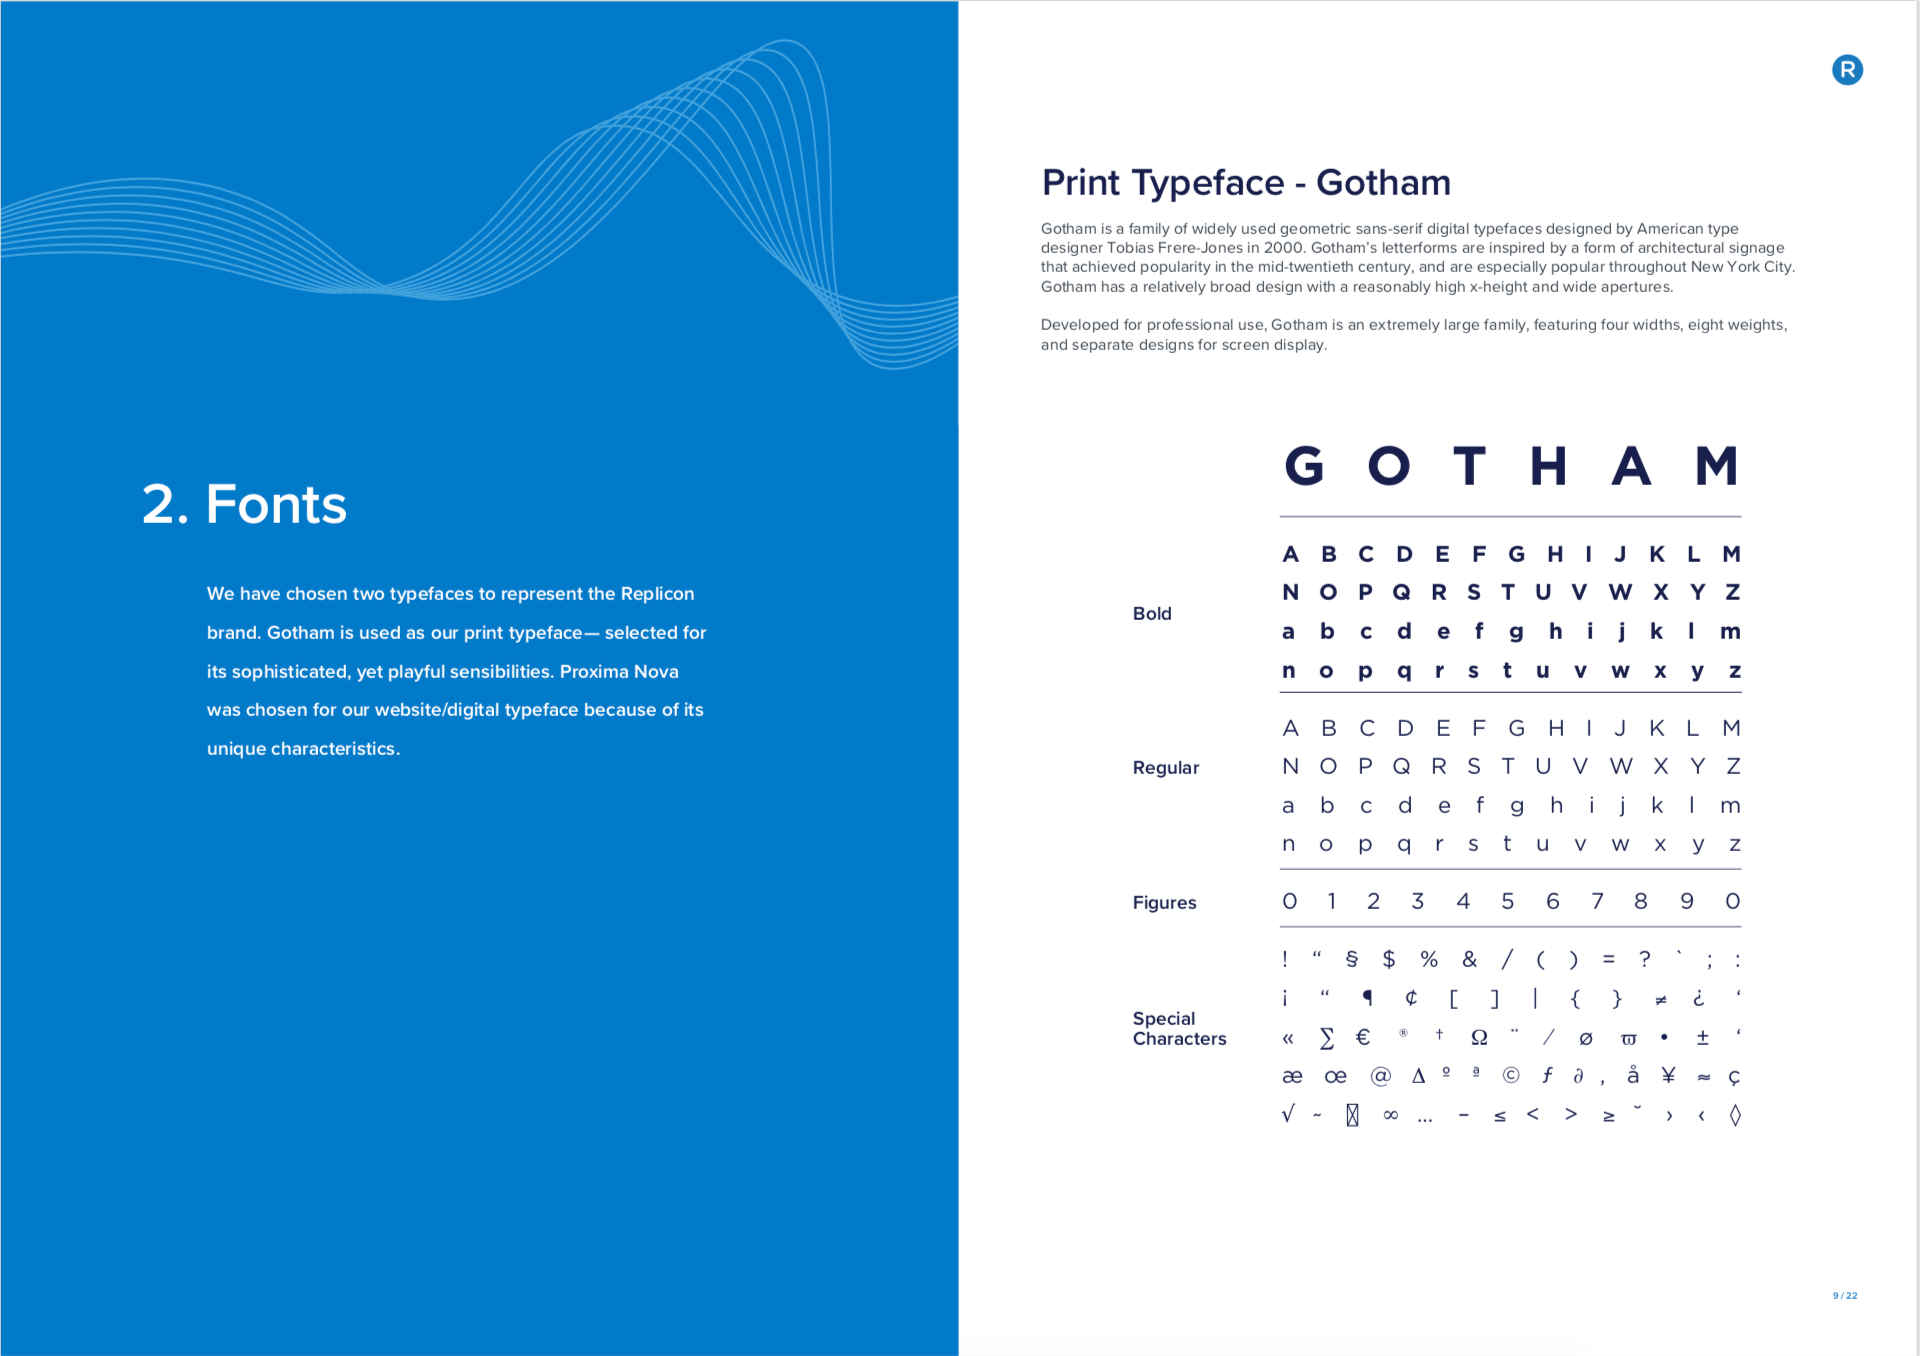 2. Fonts
We have chosen two typefaces to represent the Replicon
brand. Gotham is used as our print typeface— selected for
its sophisticated, yet playful sensibilities. Proxima Nova
was chosen for our website/digital typeface because of its
unique characteristics.
R
Print Typeface - Gotham
Gotham is a family of widely used geometric sans-serif digital typefaces designed by American type
designer Tobias Frere-Jones in 2000. Gotham’s letterforms are inspired by a form of architectural signage
that achieved popularity in the mid-twentieth century, and are especially popular throughout New York City.
Gotham has a relatively broad design with a reasonably high x-height and wide apertures.
Developed for professional use, Gotham is an extremely large family, featuring four widths, eight weights,
and separate designs for screen display.
G O T H A M
Bold
A B C D E F G H I J K L M
N O P Q R S T U V W X Y Z
a b c d e f g h i j k l m
n o p q r s t u v w x y z
Regular
A B C D E F G H I J K L M
N O P Q R S T U V W X Y Z
a b c d e f g h i j k l m
n o p q r s t u v w x y z
Figures
0 1 2 3 4 5 6 7 8 9 0
Special
Characters
! “ § $ % & / ( ) = ? ` ; :
¡ “ ¶ ¢ [ ] | { } ≠ ¿ ‘
« ∑ € ® † Ω ¨ ⁄ ø ϖ • ± ‘
æ œ @ ∆ º ª © ƒ ∂ ‚ å ¥ ≈ ç
√ ~ ∞ … – ≤ < > ≥ ˘ › ‹ ◊
9 / 22